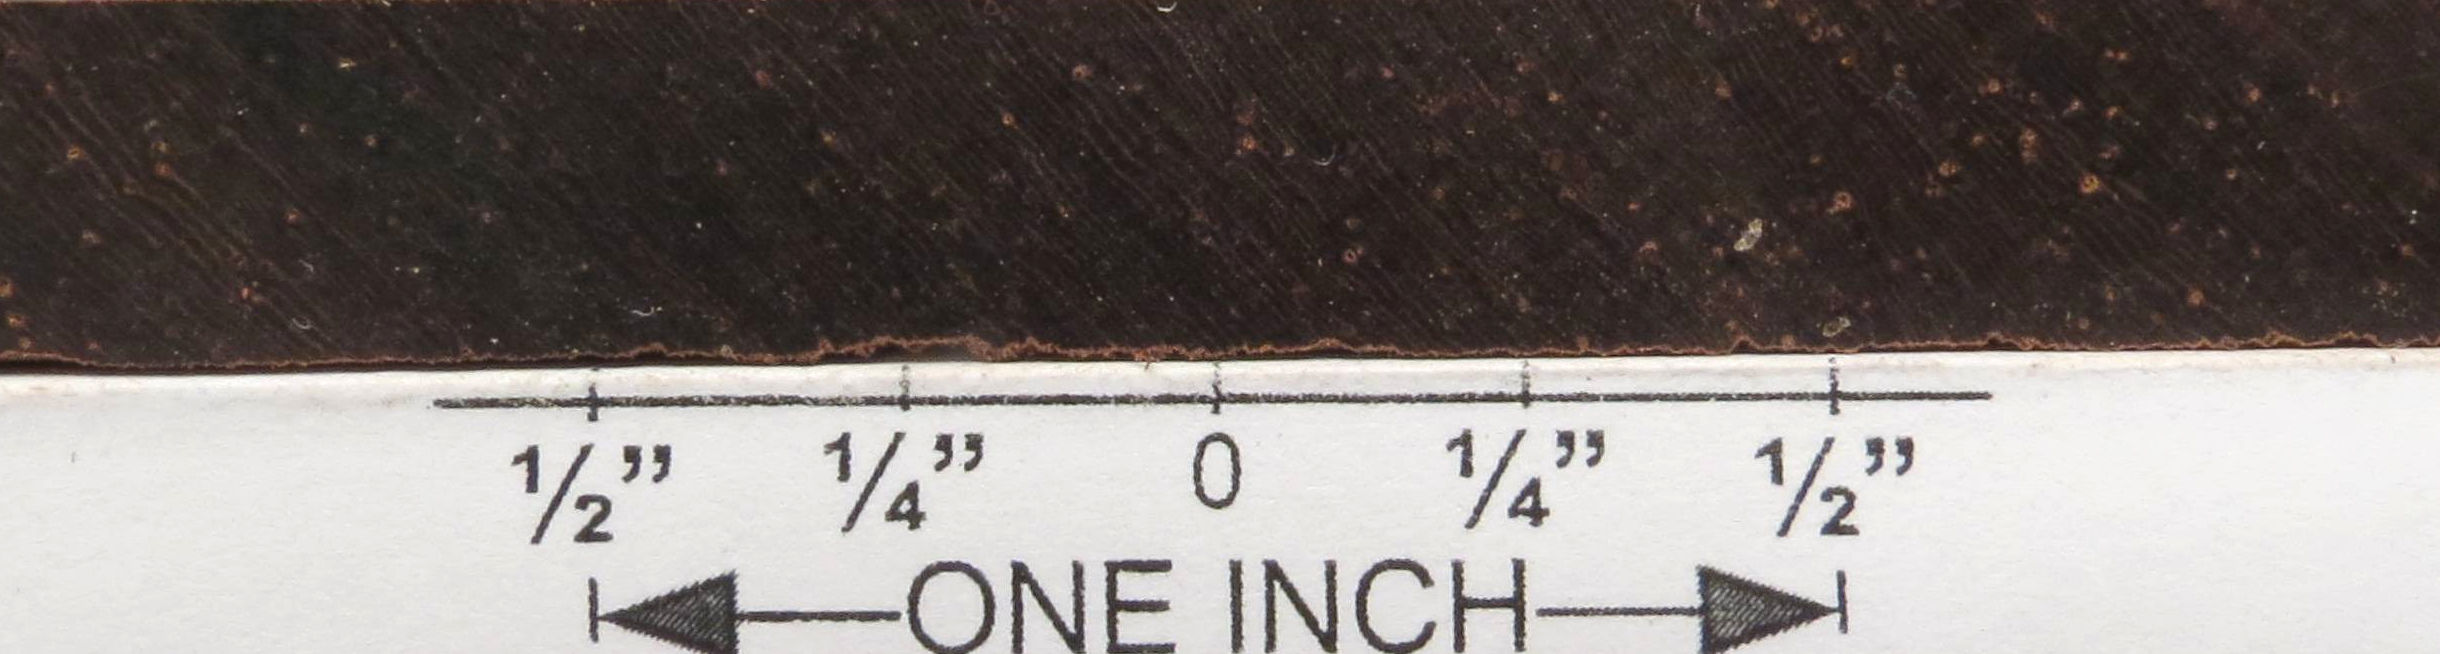 1/2” 1/4” 0 1/4” 1/2”
ONE INCH